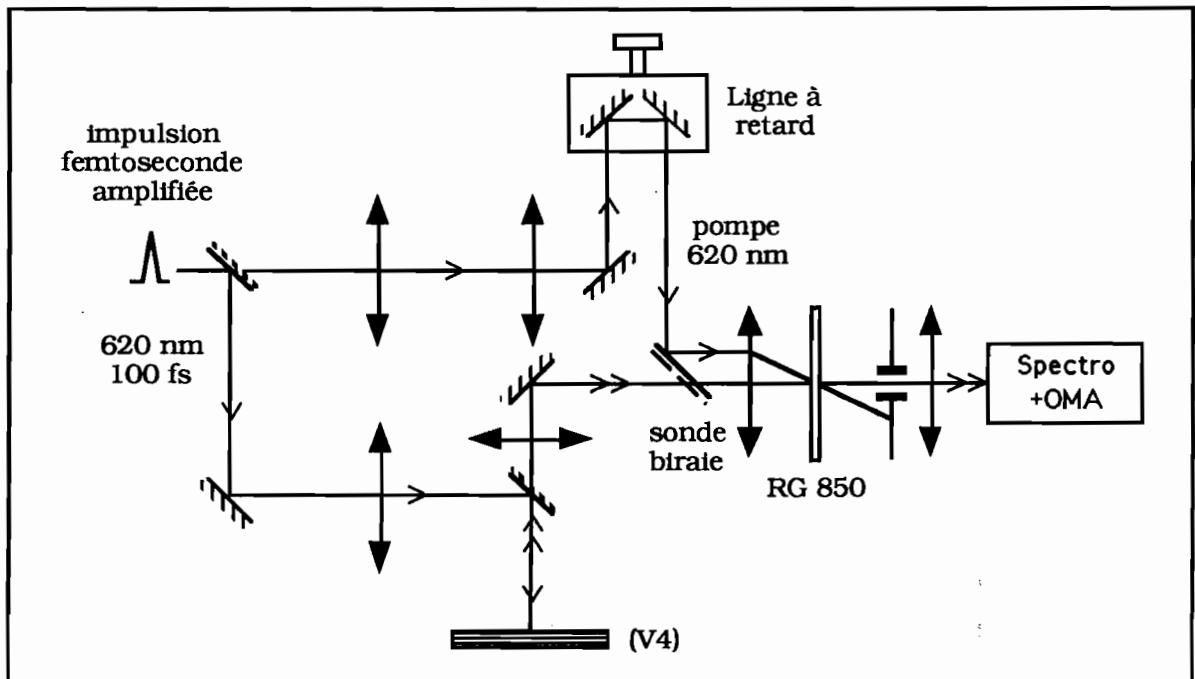 Ligne à
retard
impulsion
femtoseconde
amplifiée
pompe
620 nm
620 nm
100 fs
Spectro
+OMA
sonde
biraie
RG 850
(V4)